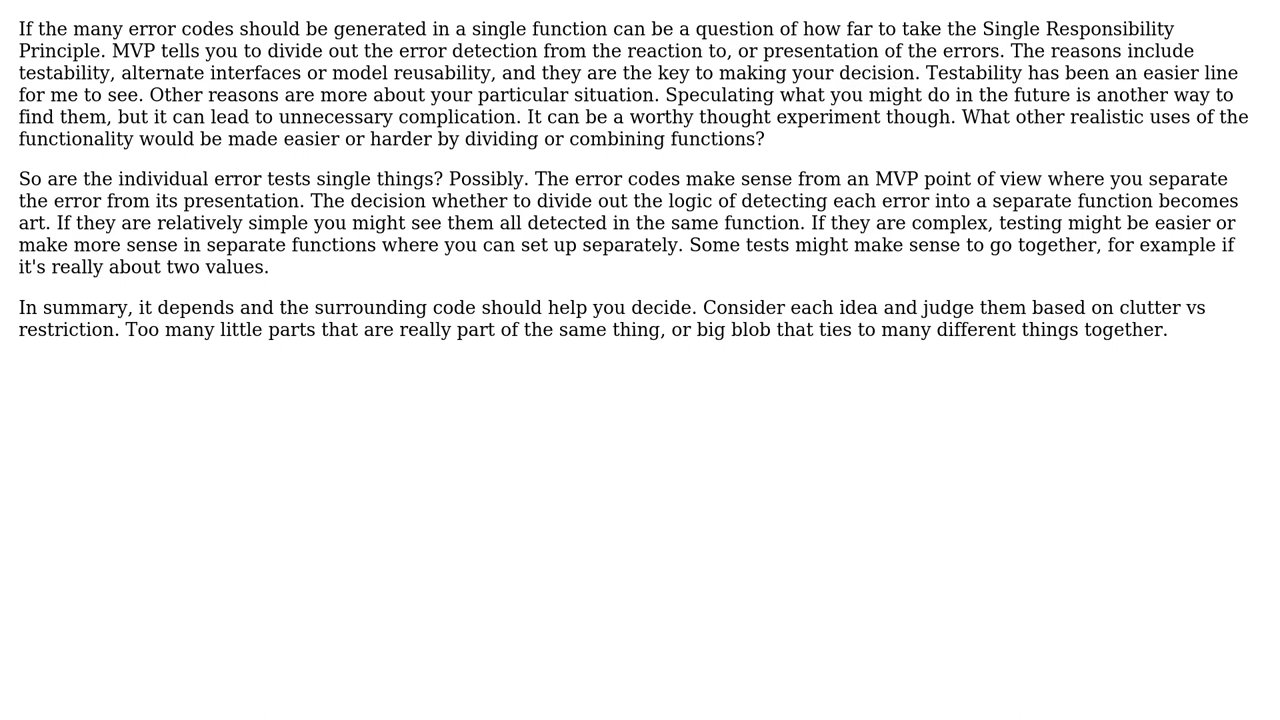 If the many error codes should be generated in a single function can be a question of how far to take the Single Responsibility
Principle. MVP tells you to divide out the error detection from the reaction to, or presentation of the errors. The reasons include
testability, alternate interfaces or model reusability, and they are the key to making your decision. Testability has been an easier line
for me to see. Other reasons are more about your particular situation. Speculating what you might do in the future is another way to
find them, but it can lead to unnecessary complication. It can be a worthy thought experiment though. What other realistic uses of the
functionality would be made easier or harder by dividing or combining functions?
So are the individual error tests single things? Possibly. The error codes make sense from an MVP point of view where you separate
the error from its presentation. The decision whether to divide out the logic of detecting each error into a separate function becomes
art. If they are relatively simple you might see them all detected in the same function. If they are complex, testing might be easier or
make more sense in separate functions where you can set up separately. Some tests might make sense to go together, for example if
it's really about two values.
In summary, it depends and the surrounding code should help you decide. Consider each idea and judge them based on clutter vs
restriction. Too many little parts that are really part of the same thing, or big blob that ties to many different things together.